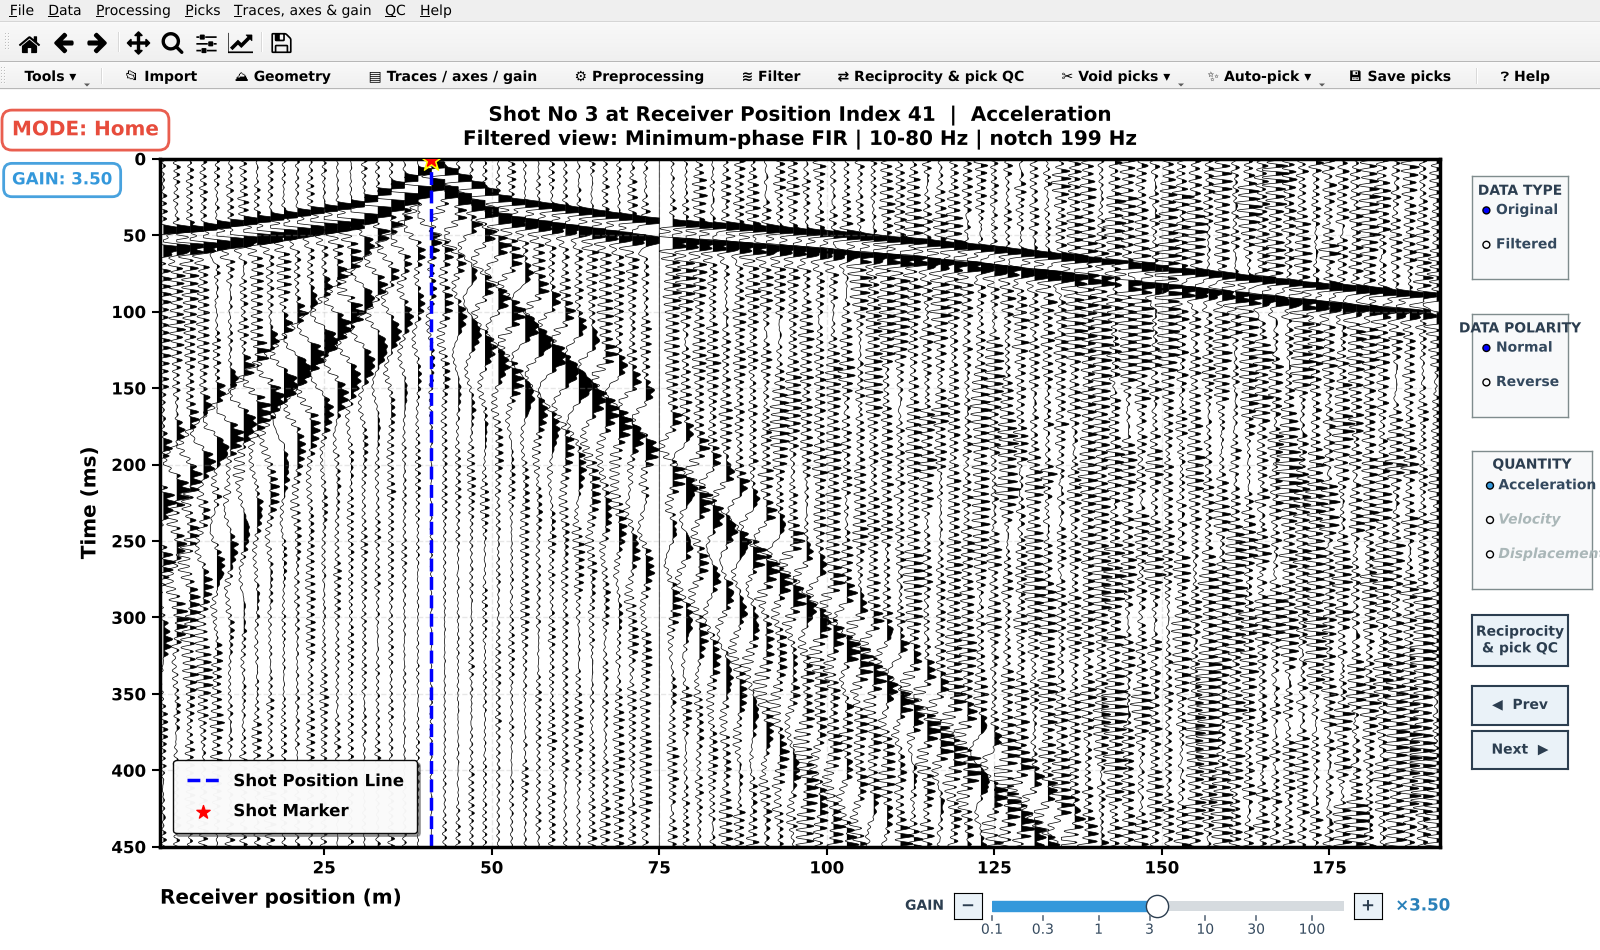 File Data Processing Picks Traces, axes & gain QC Help
Tools ▾ Import Geometry Traces / axes / gain Preprocessing Filter Reciprocity & pick QC Void picks ▾ Auto-pick ▾ Save picks ? Help
MODE: Home
GAIN: 3.50
Shot No 3 at Receiver Position Index 41 | Acceleration
Filtered view: Minimum-phase FIR | 10-80 Hz | notch 199 Hz
0
50
100
150
200
250
300
350
400
450
Time (ms)
Shot Position Line
Shot Marker
25 50 75 100 125 150 175
Receiver position (m)
DATA TYPE
Original
Filtered
DATA POLARITY
Normal
Reverse
QUANTITY
Acceleration
Velocity
Displacemen
Reciprocity
& pick QC
◀ Prev
Next ▶
GAIN − + ×3.50
0.1 0.3 1 3 10 30 100